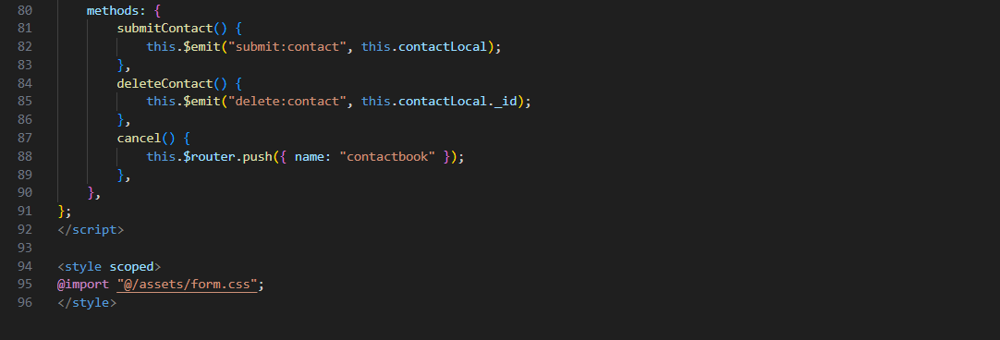 80 methods: {
81 submitContact() {
82 this.$emit("submit:contact", this.contactLocal);
83 },
84 deleteContact() {
85 this.$emit("delete:contact", this.contactLocal._id);
86 },
87 cancel() {
88 this.$router.push({ name: "contactbook" });
89 },
90 },
91 };
92 </script>
93
94 <style scoped>
95 @import "@/assets/form.css";
96 </style>